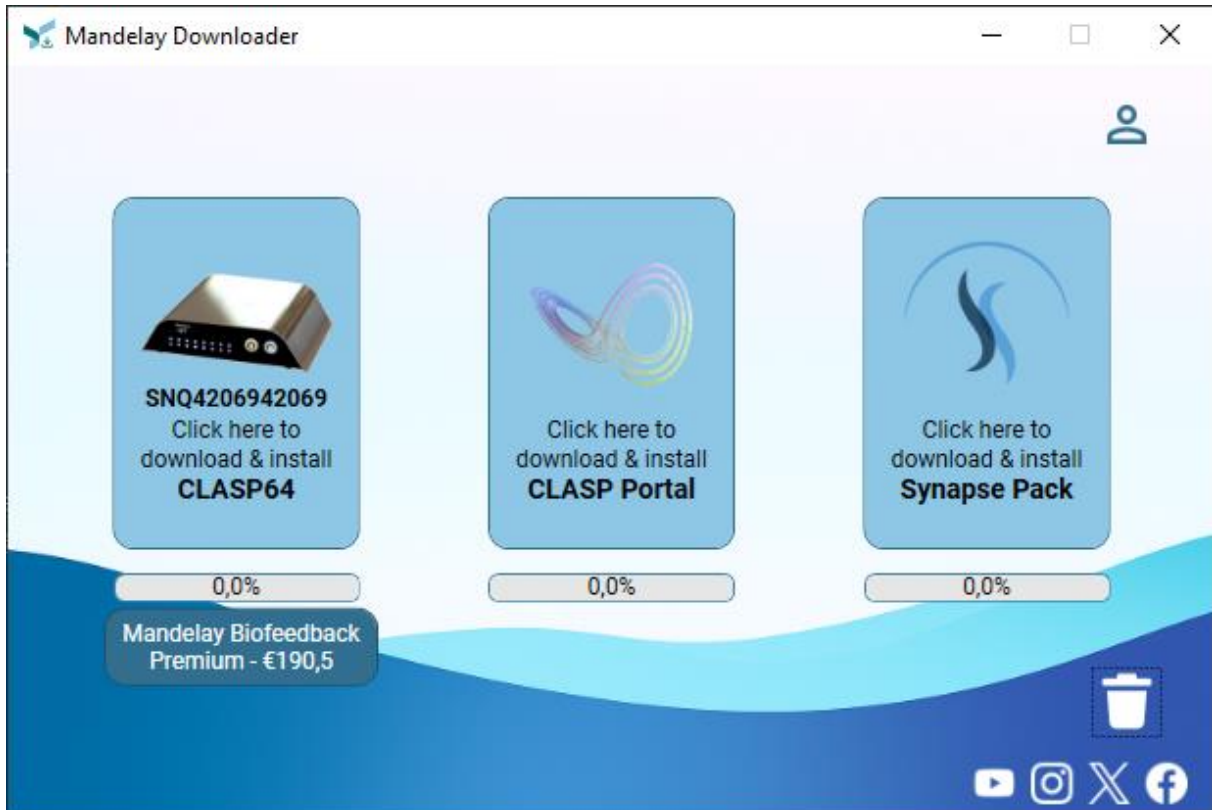 Mandelay Downloader
SNQ4206942069
Click here to
download & install
CLASP64
Click here to
download & install
CLASP Portal
Click here to
download & install
Synapse Pack
0,0%
0,0%
0,0%
Mandelay Biofeedback
Premium - €190,5